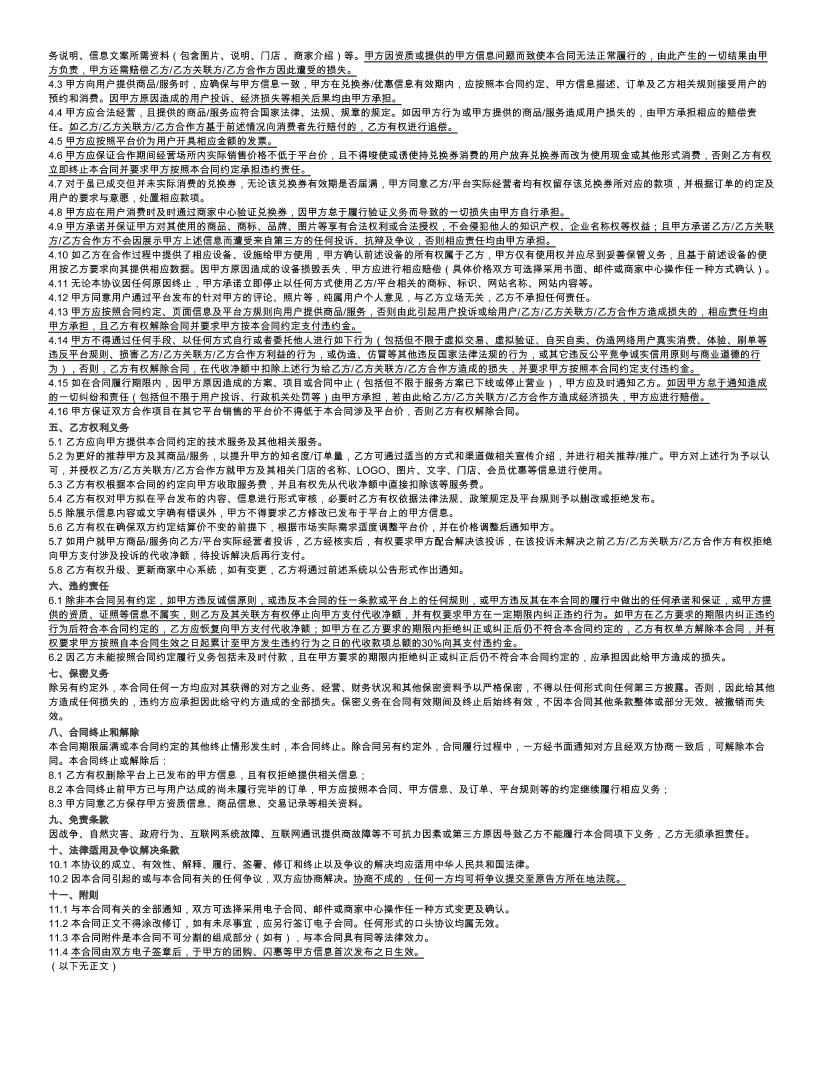 务说明、信息文案所需资料（包含图片、说明、门店 、商家介绍）等。甲方因资质或提供的甲方信息问题而致使本合同无法正常履行的，由此产生的一切结果由甲
方负责，甲方还需赔偿乙方/乙方关联方/乙方合作方因此遭受的损失。
4.3 甲方向用户提供商品/服务时，应确保与甲方信息一致，甲方在兑换券/优惠信息有效期内，应按照本合同约定、甲方信息描述、订单及乙方相关规则接受用户的
预约和消费。因甲方原因造成的用户投诉、经济损失等相关后果均由甲方承担。
4.4 甲方应合法经营，且提供的商品/服务应符合国家法律、法规、规章的规定。如因甲方行为或甲方提供的商品/服务造成用户损失的，由甲方承担相应的赔偿责
任。如乙方/乙方关联方/乙方合作方基于前述情况向消费者先行赔付的，乙方有权进行追偿。
4.5 甲方应按照平台价为用户开具相应金额的发票。
4.6 甲方应保证合作期间经营场所内实际销售价格不低于平台价，且不得唆使或诱使持兑换券消费的用户放弃兑换券而改为使用现金或其他形式消费，否则乙方有权
立即终止本合同并要求甲方按照本合同约定承担违约责任。
4.7 对于虽已成交但并未实际消费的兑换券，无论该兑换券有效期是否届满，甲方同意乙方/平台实际经营者均有权留存该兑换券所对应的款项，并根据订单的约定及
用户的要求与意愿，处置相应款项。
4.8 甲方应在用户消费时及时通过商家中心验证兑换券，因甲方怠于履行验证义务而导致的一切损失由甲方自行承担。
4.9 甲方承诺并保证甲方对其使用的商品、商标、品牌、图片等享有合法权利或合法授权，不会侵犯他人的知识产权、企业名称权等权益；且甲方承诺乙方/乙方关联
方/乙方合作方不会因展示甲方上述信息而遭受来自第三方的任何投诉、抗辩及争议，否则相应责任均由甲方承担。
4.10 如乙方在合作过程中提供了相应设备、设施给甲方使用，甲方确认前述设备的所有权属于乙方，甲方仅有使用权并应尽到妥善保管义务，且基于前述设备的使
用按乙方要求向其提供相应数据。因甲方原因造成的设备损毁丢失，甲方应进行相应赔偿（具体价格双方可选择采用书面、邮件或商家中心操作任一种方式确认）。
4.11 无论本协议因任何原因终止，甲方承诺立即停止以任何方式使用乙方/平台相关的商标、标识、网站名称、网站内容等。
4.12 甲方同意用户通过平台发布的针对甲方的评论、照片等，纯属用户个人意见，与乙方立场无关，乙方不承担任何责任。
4.13 甲方应按照合同约定、页面信息及平台方规则向用户提供商品/服务，否则由此引起用户投诉或给用户/乙方/乙方关联方/乙方合作方造成损失的，相应责任均由
甲方承担，且乙方有权解除合同并要求甲方按本合同约定支付违约金。
4.14 甲方不得通过任何手段、以任何方式自行或者委托他人进行如下行为（包括但不限于虚拟交易、虚拟验证、自买自卖、伪造网络用户真实消费、体验、刷单等
违反平台规则、损害乙方/乙方关联方/乙方合作方利益的行为，或伪造、仿冒等其他违反国家法律法规的行为，或其它违反公平竞争诚实信用原则与商业道德的行
为），否则，乙方有权解除合同，在代收净额中扣除上述行为给乙方/乙方关联方/乙方合作方造成的损失，并要求甲方按照本合同约定支付违约金。
4.15 如在合同履行期限内，因甲方原因造成的方案、项目或合同中止（包括但不限于服务方案已下线或停止营业），甲方应及时通知乙方。如因甲方怠于通知造成
的一切纠纷和责任（包括但不限于用户投诉、行政机关处罚等）由甲方承担，若由此给乙方/乙方关联方/乙方合作方造成经济损失，甲方应进行赔偿。
4.16 甲方保证双方合作项目在其它平台销售的平台价不得低于本合同涉及平台价，否则乙方有权解除合同。
五、乙方权利义务
5.1 乙方应向甲方提供本合同约定的技术服务及其他相关服务。
5.2 为更好的推荐甲方及其商品/服务，以提升甲方的知名度/订单量，乙方可通过适当的方式和渠道做相关宣传介绍，并进行相关推荐/推广。甲方对上述行为予以认
可，并授权乙方/乙方关联方/乙方合作方就甲方及其相关门店的名称、LOGO、图片、文字、门店、会员优惠等信息进行使用。
5.3 乙方有权根据本合同的约定向甲方收取服务费，并且有权先从代收净额中直接扣除该等服务费。
5.4 乙方有权对甲方拟在平台发布的内容、信息进行形式审核，必要时乙方有权依据法律法规、政策规定及平台规则予以删改或拒绝发布。
5.5 除展示信息内容或文字确有错误外，甲方不得要求乙方修改已发布于平台上的甲方信息。
5.6 乙方有权在确保双方约定结算价不变的前提下，根据市场实际需求适度调整平台价，并在价格调整后通知甲方。
5.7 如用户就甲方商品/服务向乙方/平台实际经营者投诉，乙方经核实后，有权要求甲方配合解决该投诉，在该投诉未解决之前乙方/乙方关联方/乙方合作方有权拒绝
向甲方支付涉及投诉的代收净额，待投诉解决后再行支付。
5.8 乙方有权升级、更新商家中心系统，如有变更，乙方将通过前述系统以公告形式作出通知。
六、违约责任
6.1 除非本合同另有约定，如甲方违反诚信原则，或违反本合同的任一条款或平台上的任何规则，或甲方违反其在本合同的履行中做出的任何承诺和保证，或甲方提
供的资质、证照等信息不属实，则乙方及其关联方有权停止向甲方支付代收净额，并有权要求甲方在一定期限内纠正违约行为。如甲方在乙方要求的期限内纠正违约
行为后符合本合同约定的，乙方应恢复向甲方支付代收净额；如甲方在乙方要求的期限内拒绝纠正或纠正后仍不符合本合同约定的，乙方有权单方解除本合同，并有
权要求甲方按照自本合同生效之日起累计至甲方发生违约行为之日的代收款项总额的30%向其支付违约金。
6.2 因乙方未能按照合同约定履行义务包括未及时付款，且在甲方要求的期限内拒绝纠正或纠正后仍不符合本合同约定的，应承担因此给甲方造成的损失。
七、保密义务
除另有约定外，本合同任何一方均应对其获得的对方之业务、经营、财务状况和其他保密资料予以严格保密，不得以任何形式向任何第三方披露。否则，因此给其他
方造成任何损失的，违约方应承担因此给守约方造成的全部损失。保密义务在合同有效期间及终止后始终有效，不因本合同其他条款整体或部分无效、被撤销而失
效。
八、合同终止和解除
本合同期限届满或本合同约定的其他终止情形发生时，本合同终止。除合同另有约定外，合同履行过程中，一方经书面通知对方且经双方协商一致后，可解除本合
同。本合同终止或解除后：
8.1 乙方有权删除平台上已发布的甲方信息，且有权拒绝提供相关信息；
8.2 本合同终止前甲方已与用户达成的尚未履行完毕的订单，甲方应按照本合同、甲方信息、及订单、平台规则等的约定继续履行相应义务；
8.3 甲方同意乙方保存甲方资质信息、商品信息、交易记录等相关资料。
九、免责条款
因战争、自然灾害、政府行为、互联网系统故障、互联网通讯提供商故障等不可抗力因素或第三方原因导致乙方不能履行本合同项下义务，乙方无须承担责任。
十、法律适用及争议解决条款
10.1 本协议的成立、有效性、解释、履行、签署、修订和终止以及争议的解决均应适用中华人民共和国法律。
10.2 因本合同引起的或与本合同有关的任何争议，双方应协商解决。协商不成的，任何一方均可将争议提交至原告方所在地法院。
十一、附则
11.1 与本合同有关的全部通知，双方可选择采用电子合同、邮件或商家中心操作任一种方式变更及确认。
11.2 本合同正文不得涂改修订，如有未尽事宜，应另行签订电子合同。任何形式的口头协议均属无效。
11.3 本合同附件是本合同不可分割的组成部分（如有），与本合同具有同等法律效力。
11.4 本合同由双方电子签章后，于甲方的团购、闪惠等甲方信息首次发布之日生效。
（以下无正文）